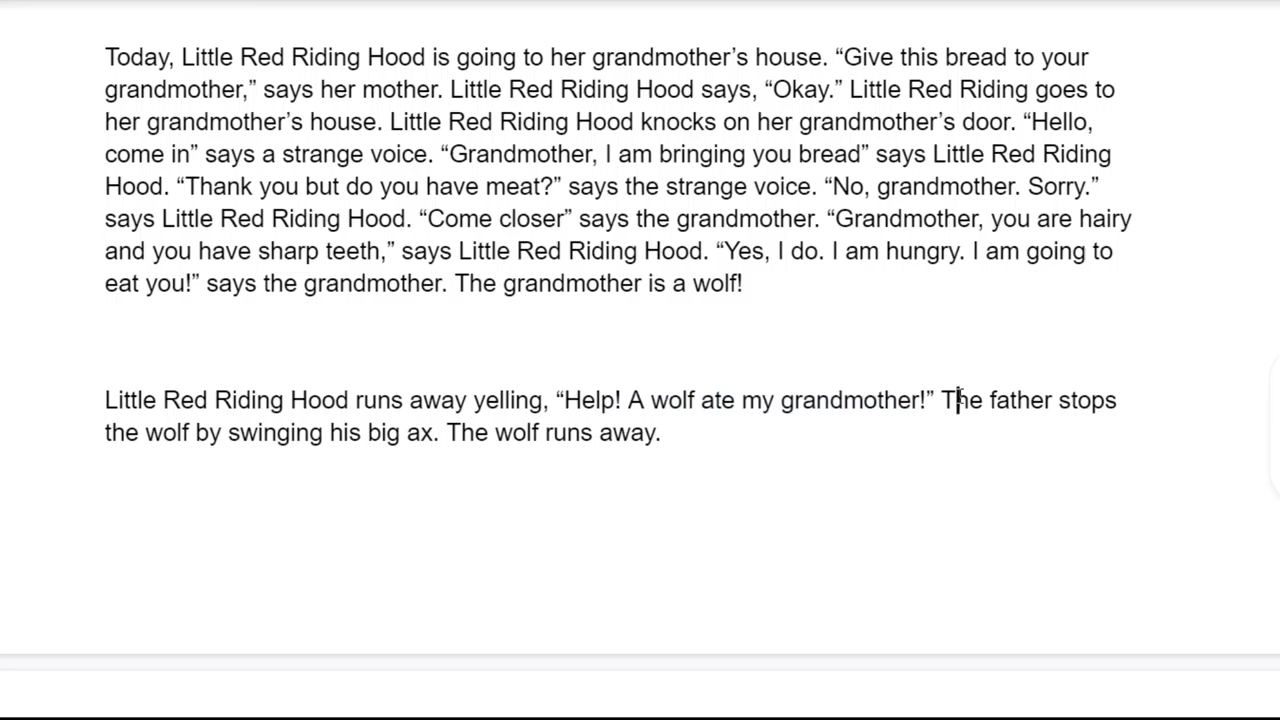 Today, Little Red Riding Hood is going to her grandmother’s house. “Give this bread to your
grandmother,” says her mother. Little Red Riding Hood says, “Okay.” Little Red Riding goes to
her grandmother’s house. Little Red Riding Hood knocks on her grandmother’s door. “Hello,
come in” says a strange voice. “Grandmother, I am bringing you bread” says Little Red Riding
Hood. “Thank you but do you have meat?” says the strange voice. “No, grandmother. Sorry.”
says Little Red Riding Hood. “Come closer” says the grandmother. “Grandmother, you are hairy
and you have sharp teeth,” says Little Red Riding Hood. “Yes, I do. I am hungry. I am going to
eat you!” says the grandmother. The grandmother is a wolf!
Little Red Riding Hood runs away yelling, “Help! A wolf ate my grandmother!” The father stops
the wolf by swinging his big ax. The wolf runs away.